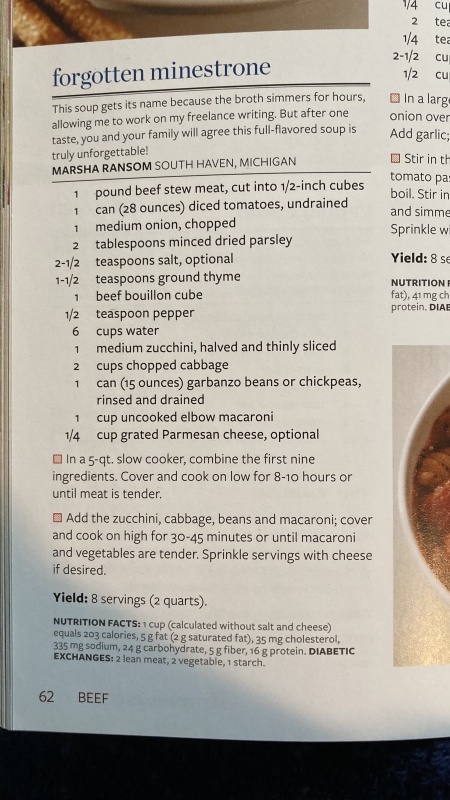 forgotten minestrone
This soup gets its name because the broth simmers for hours,
allowing me to work on my freelance writing. But after one
taste, you and your family will agree this full-flavored soup is
truly unforgettable!
MARSHA RANSOM SOUTH HAVEN, MICHIGAN
1 pound beef stew meat, cut into 1/2-inch cubes
1 can (28 ounces) diced tomatoes, undrained
1 medium onion, chopped
2 tablespoons minced dried parsley
2-1/2 teaspoons salt, optional
1-1/2 teaspoons ground thyme
1 beef bouillon cube
1/2 teaspoon pepper
6 cups water
1 medium zucchini, halved and thinly sliced
2 cups chopped cabbage
1 can (15 ounces) garbanzo beans or chickpeas,
rinsed and drained
1 cup uncooked elbow macaroni
1/4 cup grated Parmesan cheese, optional
In a 5-qt. slow cooker, combine the first nine
ingredients. Cover and cook on low for 8-10 hours or
until meat is tender.
Add the zucchini, cabbage, beans and macaroni; cover
and cook on high for 30-45 minutes or until macaroni
and vegetables are tender. Sprinkle servings with cheese
if desired.
Yield: 8 servings (2 quarts).
NUTRITION FACTS: 1 cup (calculated without salt and cheese)
equals 203 calories, 5 g fat (2 g saturated fat), 35 mg cholesterol,
335 mg sodium, 24 g carbohydrate, 5 g fiber, 16 g protein. DIABETIC
EXCHANGES: 2 lean meat, 2 vegetable, 1 starch.
62 BEEF
1/4
2
1/4
2-1/2
1/2
In a
onion
Add garlic;
Stir in
tomato
boil. Stir in
and
Sprinkle
Yield: 8
NUTRITION
fat), 41 mg
protein.